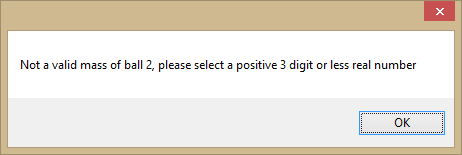 Not a valid mass of ball 2, please select a positive 3 digit or less real number
OK